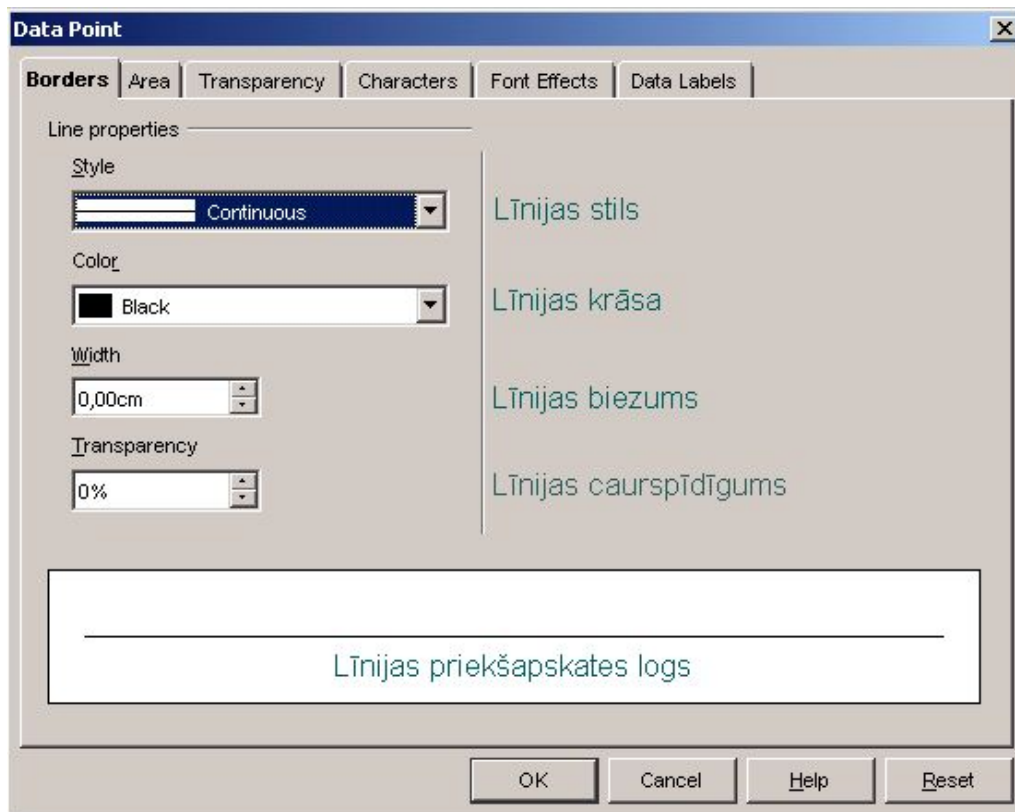 Data Point
Borders Area Transparency Characters Font Effects Data Labels
Line properties
Style
Continuous Līnijas stils
Color
Black Līnijas krāsa
Width
0,00cm Līnijas biezums
Transparency
0% Līnijas caurspīdīgums
Līnijas priekšapskates logs
OK Cancel Help Reset